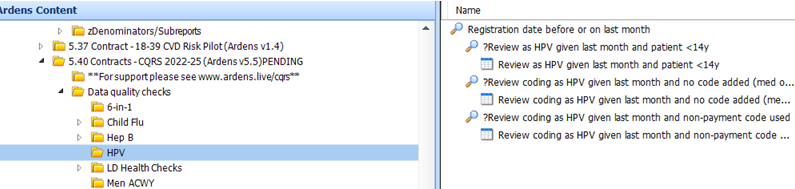 Ardens Content
zDenominators/Subreports
5.37 Contract - 18-39 CVD Risk Pilot (Ardens v1.4)
5.40 Contracts - CQRS 2022-25 (Ardens v5.5)PENDING
**For support please see www.ardens.live/cqrs**
Data quality checks
6-in-1
Child Flu
Hep B
HPV
LD Health Checks
Men ACWY
Name
Registration date before or on last month
?Review as HPV given last month and patient <14y
Review as HPV given last month and patient <14y
?Review coding as HPV given last month and no code added (med o...
Review coding as HPV given last month and no code added (me...
?Review coding as HPV given last month and non-payment code used
Review coding as HPV given last month and non-payment code ...